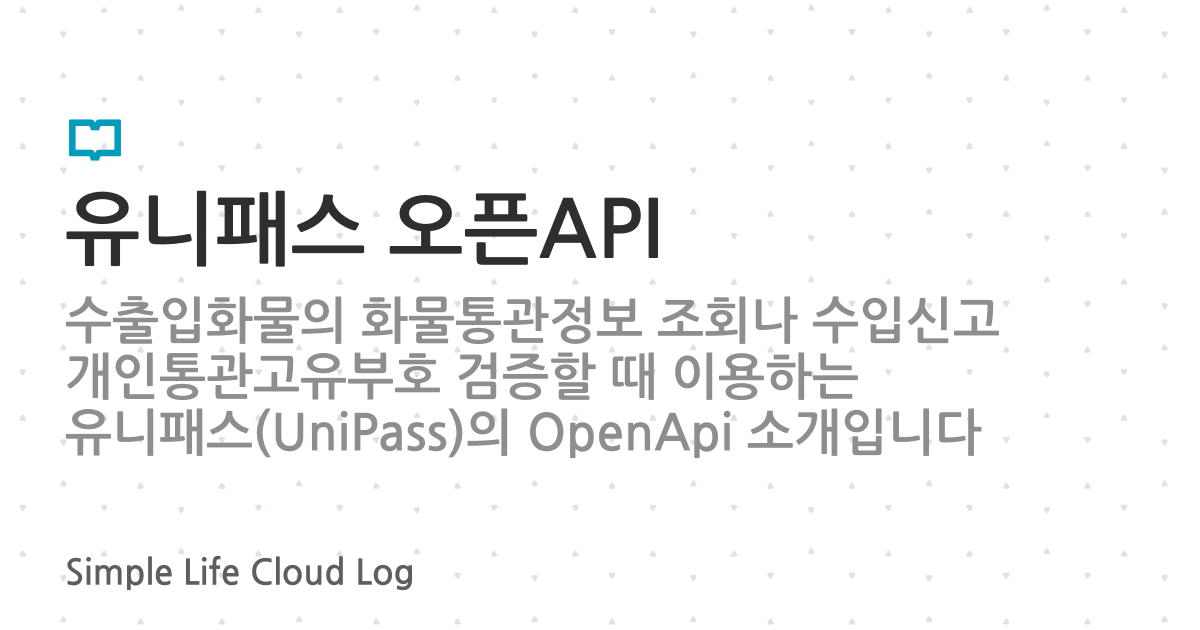 유니패스 오픈API
수출입화물의 화물통관정보 조회나 수입신고
개인통관고유부호 검증할 때 이용하는
유니패스(UniPass)의 OpenApi 소개입니다
Simple Life Cloud Log